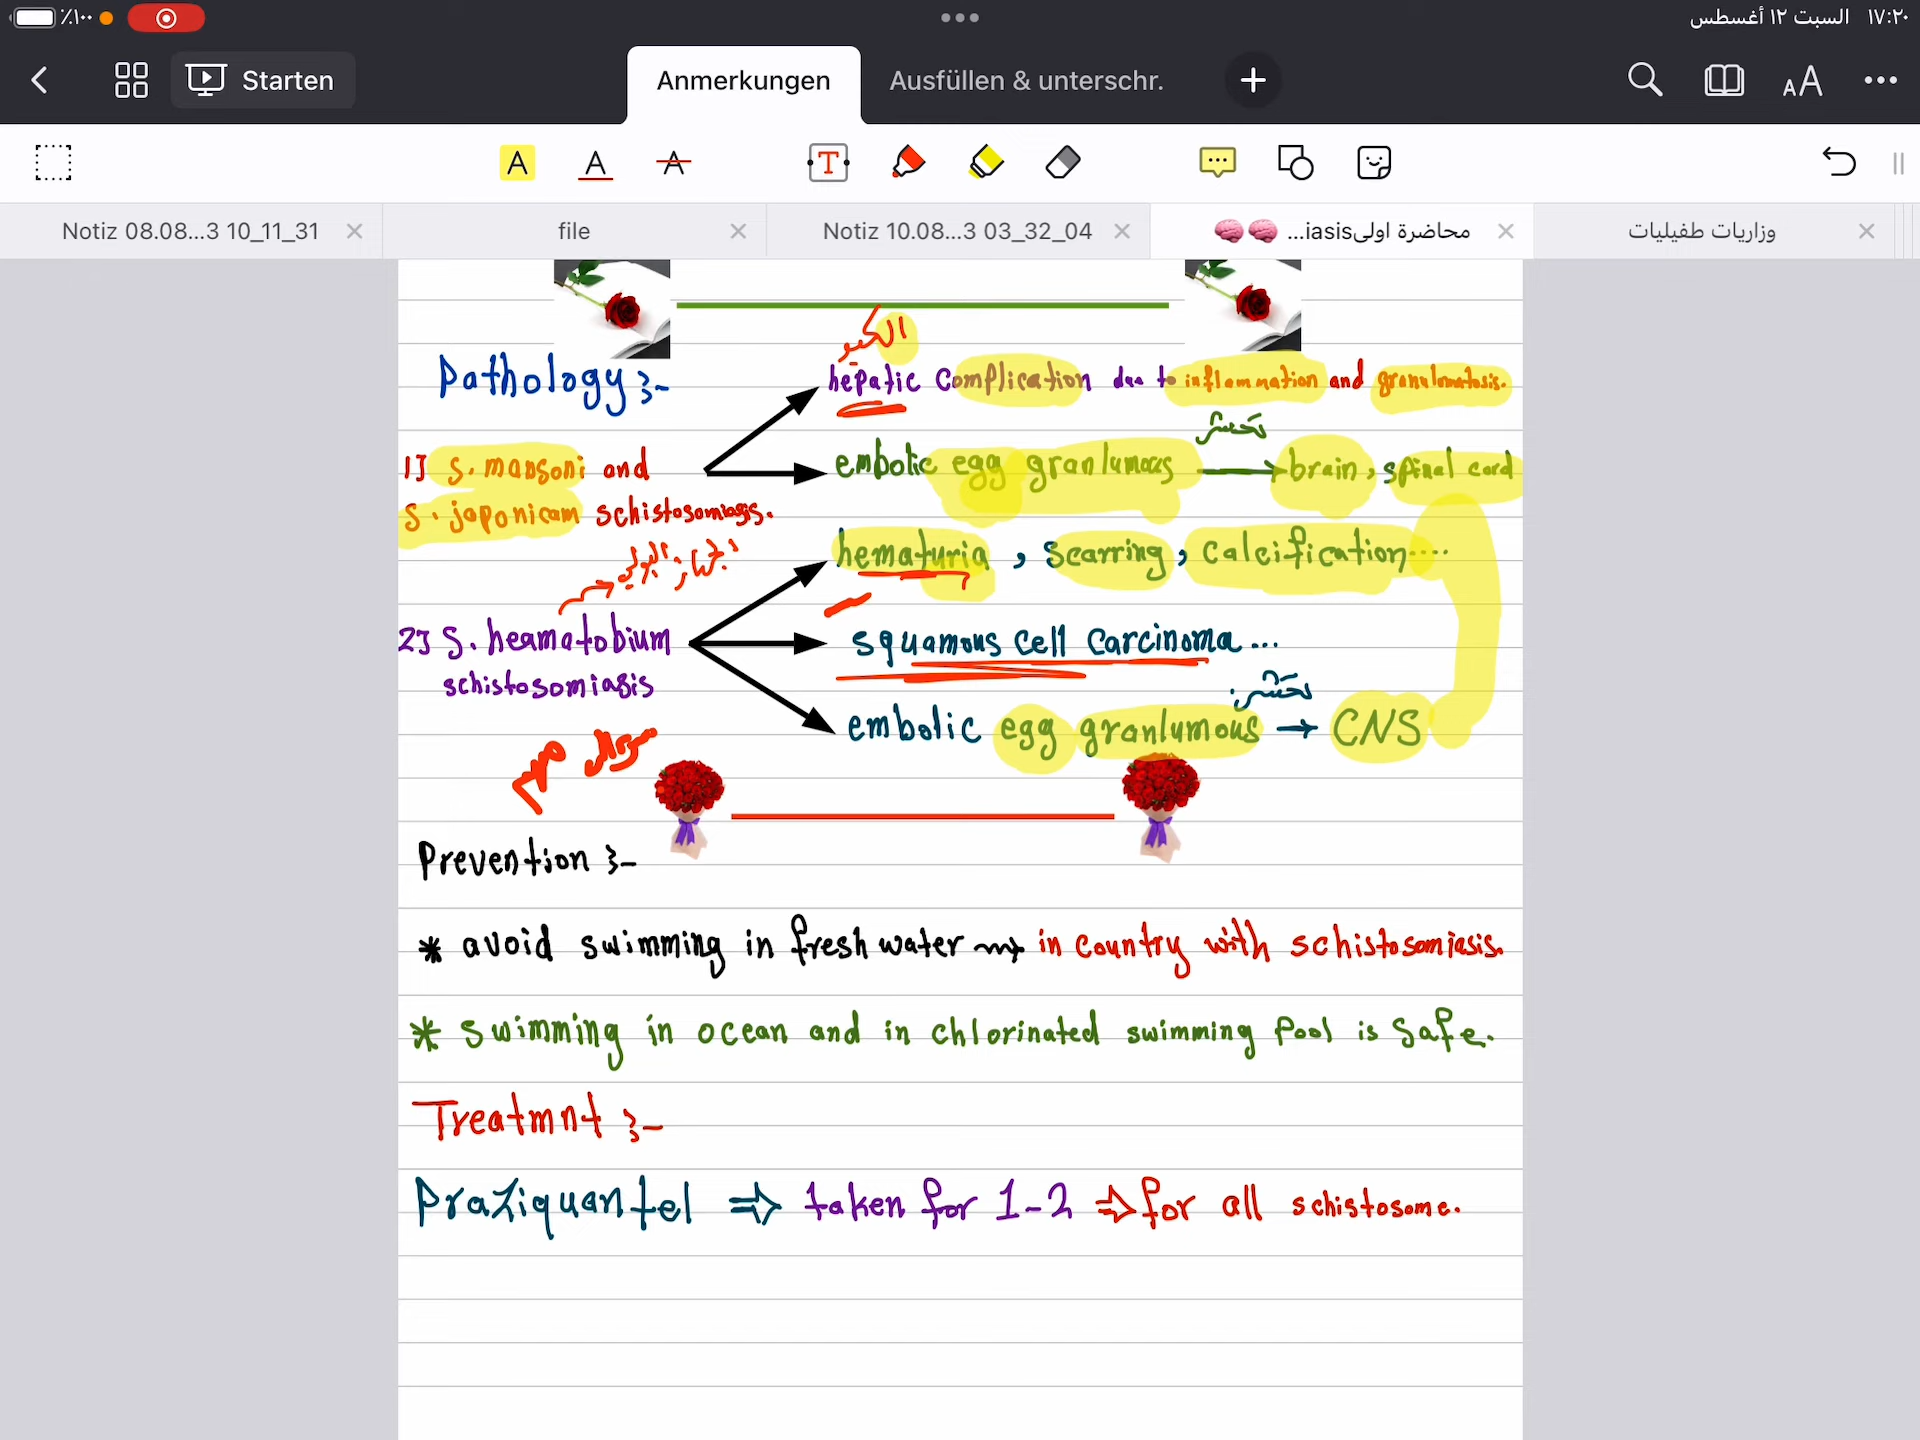 ٪١٠٠
١٧:٢٠ السبت ١٢ أغسطس
Starten
Anmerkungen
Ausfüllen & unterschr.
Notiz 08.08...3 10_11_31
file
Notiz 10.08...3 03_32_04
محاضرة اولىiasis... 🧠🧠
وزاريات طفيليات
الكبد
Pathology :-
hepatic complication due to inflammation and granulomatosis.
1] S. mansoni and
embolic egg granlumous → brain, spinal cord
S. japonicam schistosomiasis.
hematuria, scarring, calcification....
2] S. heamatobium
squamous cell carcinoma...
schistosomiasis
embolic egg granlumous → CNS
سؤال مهم
Prevention :-
* avoid swimming in fresh water → in country with schistosomiasis.
* swimming in ocean and in chlorinated swimming pool is safe.
Treatmnt :-
Praziquantel ⇒ taken for 1-2 ⇒ for all schistosome.